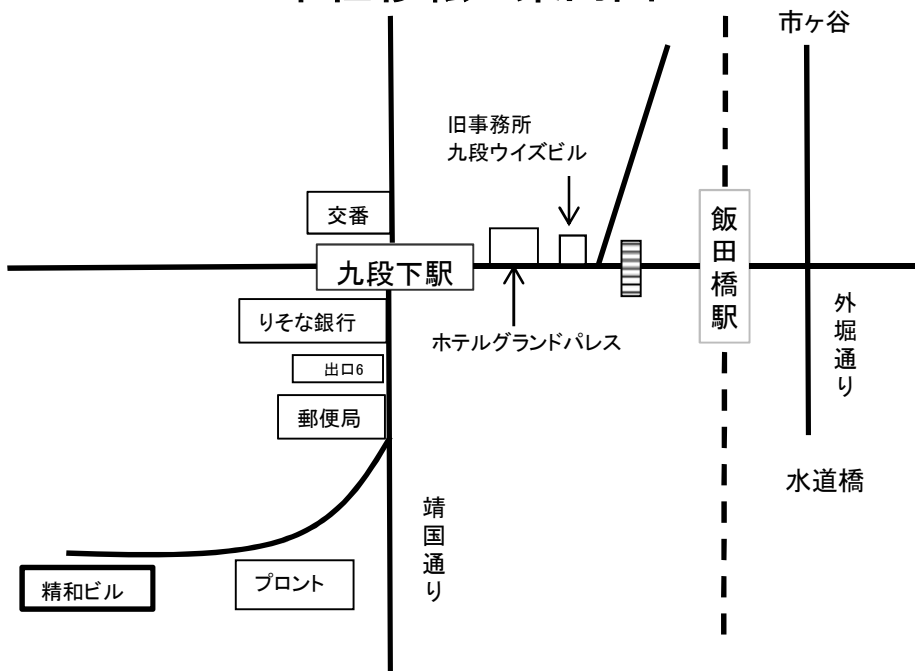 市ヶ谷
旧事務所
九段ウイズビル
交番
飯田橋駅
九段下駅
りそな銀行
ホテルグランドパレス
外堀通り
出口6
郵便局
水道橋
靖国通り
精和ビル
プロント